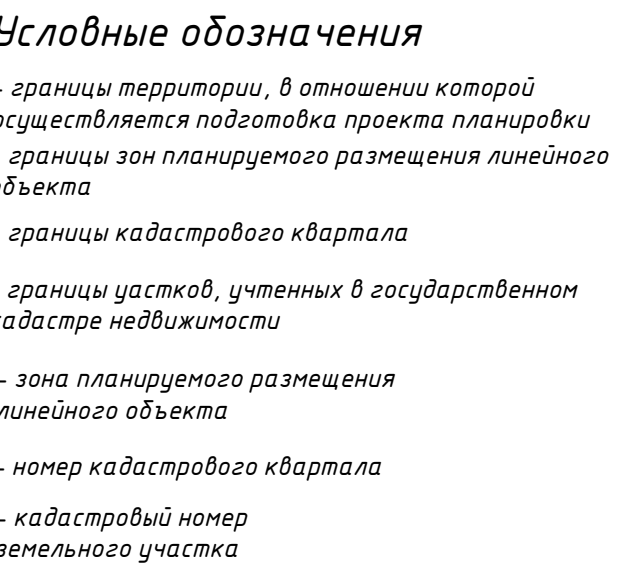 Условные обозначения
- границы территории, в отношении которой
осуществляется подготовка проекта планировки
границы зон планируемого размещения линейного
объекта
границы кадастрового квартала
границы уастков, учтенных в государственном
кадастре недвижимости
- зона планируемого размещения
линейного объекта
- номер кадастрового квартала
- кадастровый номер
земельного участка